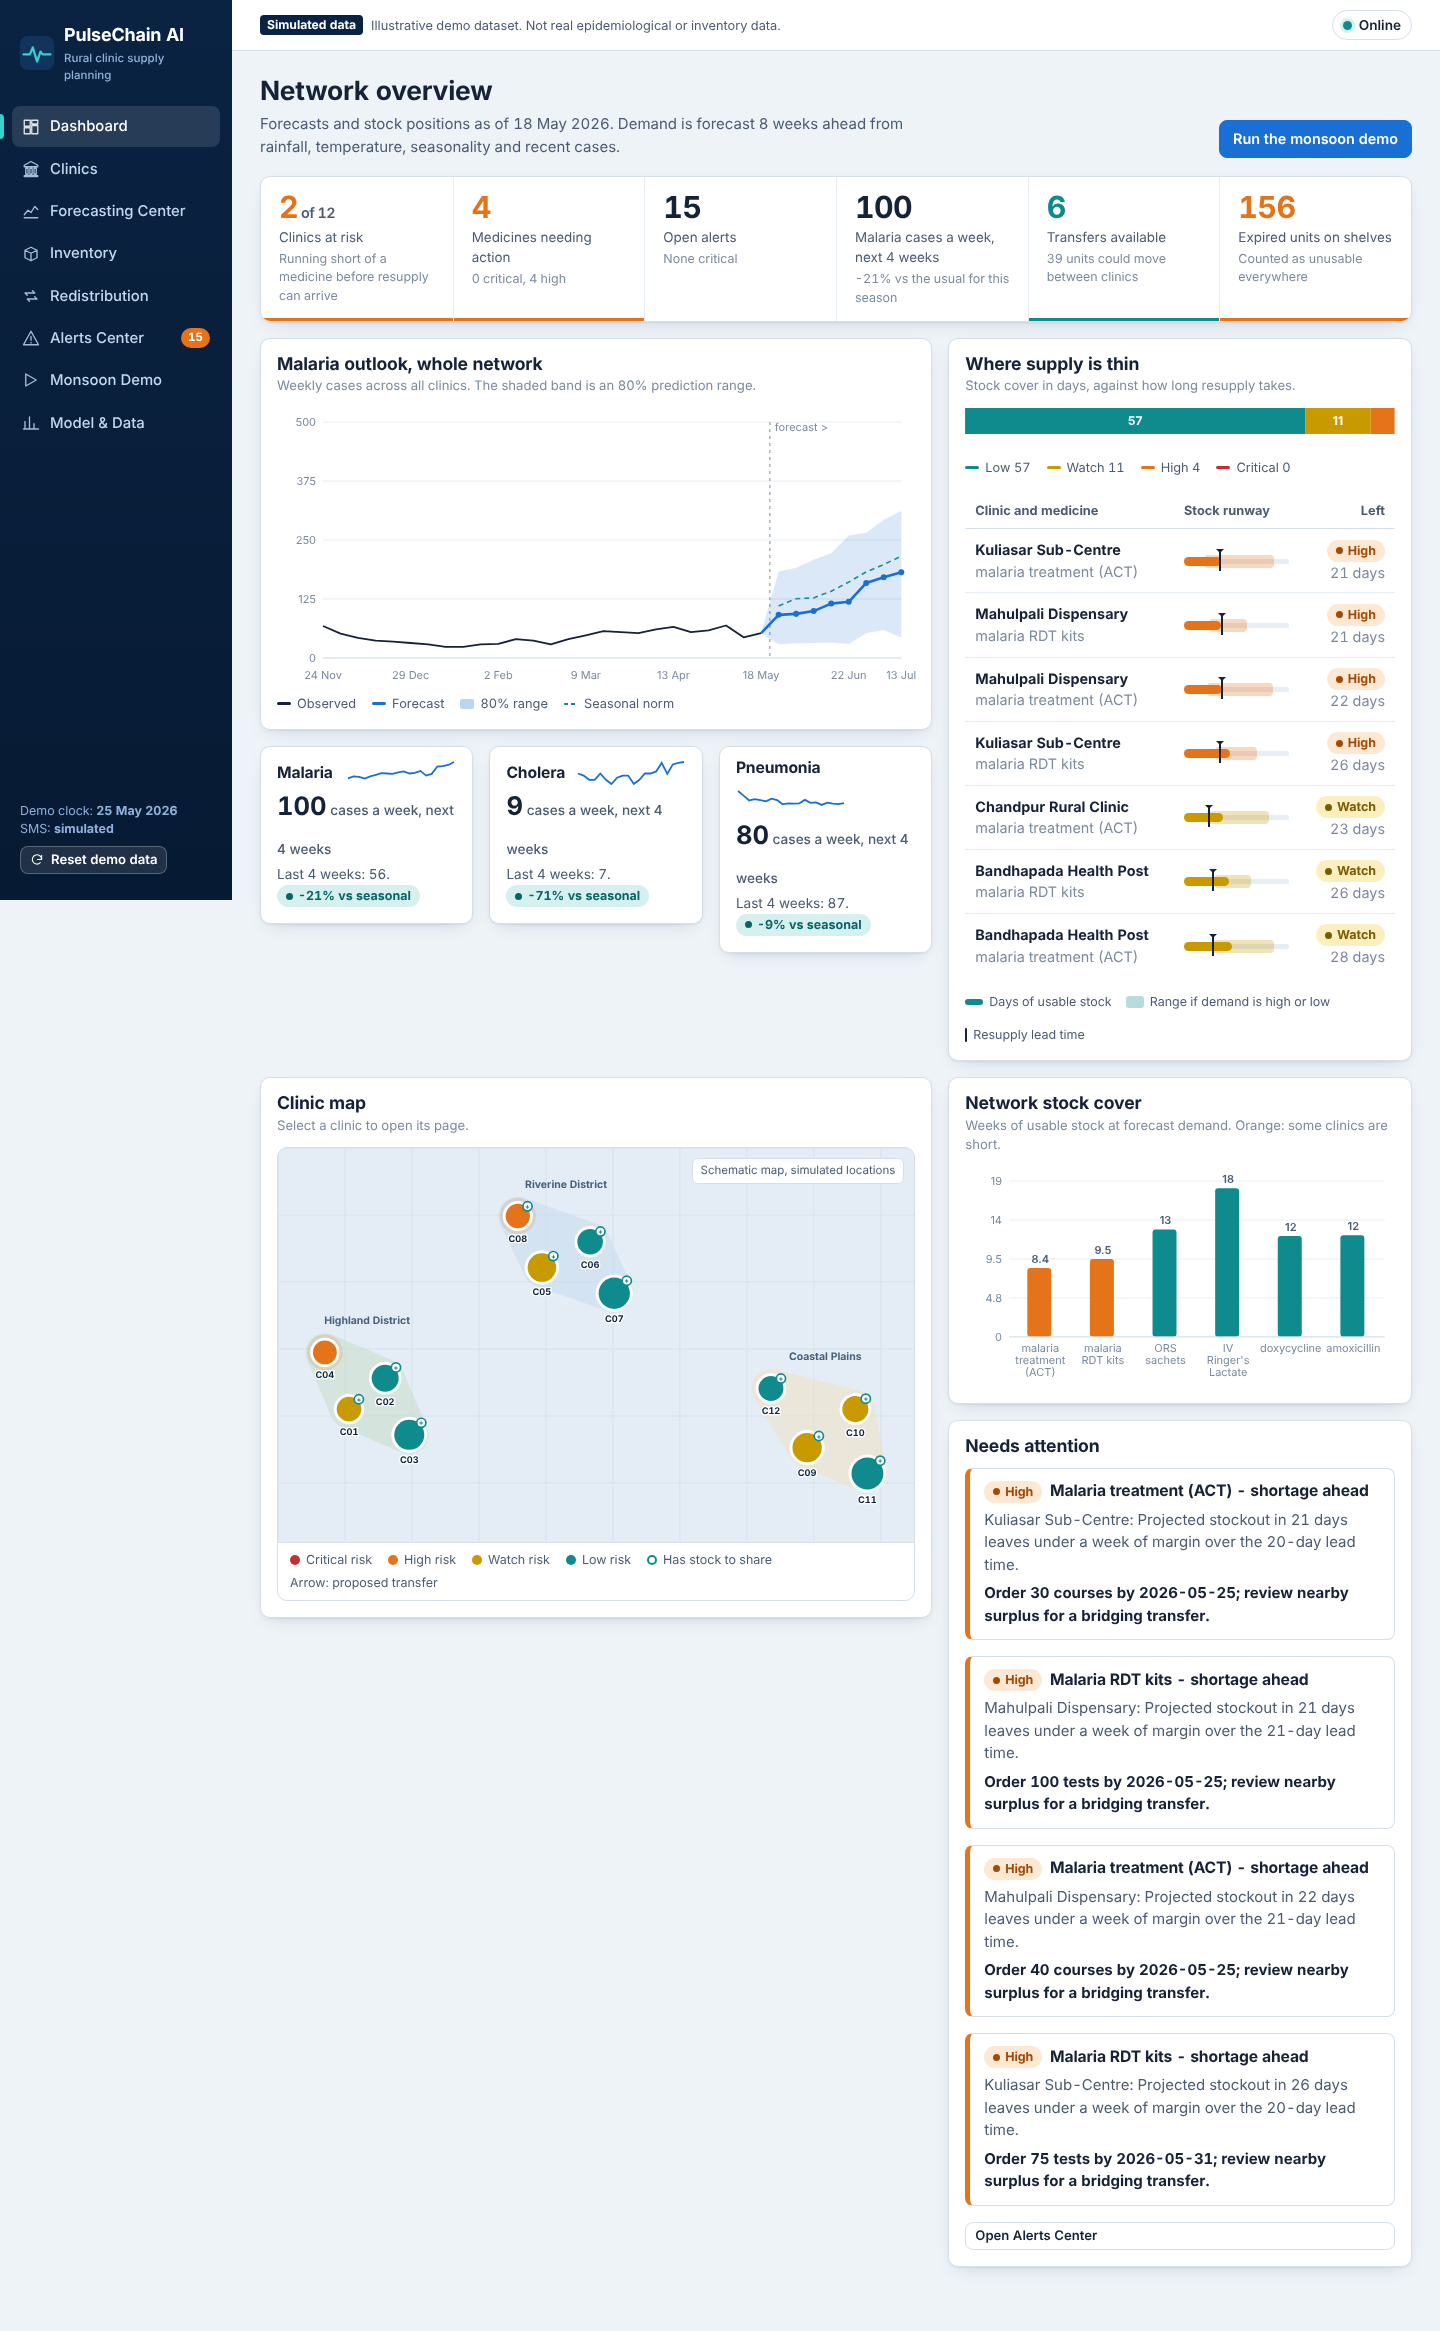 PulseChain AI
Rural clinic supply
planning
Dashboard
Clinics
Forecasting Center
Inventory
Redistribution
Alerts Center 15
Monsoon Demo
Model & Data
Demo clock: 25 May 2026
SMS: simulated
Reset demo data
Simulated data Illustrative demo dataset. Not real epidemiological or inventory data.
Online
Network overview
Forecasts and stock positions as of 18 May 2026. Demand is forecast 8 weeks ahead from
rainfall, temperature, seasonality and recent cases.
Run the monsoon demo
2 of 12
Clinics at risk
Running short of a
medicine before resupply
can arrive
4
Medicines needing
action
0 critical, 4 high
15
Open alerts
None critical
100
Malaria cases a week,
next 4 weeks
-21% vs the usual for this
season
6
Transfers available
39 units could move
between clinics
156
Expired units on shelves
Counted as unusable
everywhere
Malaria outlook, whole network
Weekly cases across all clinics. The shaded band is an 80% prediction range.
500
375
250
125
0
forecast >
24 Nov 29 Dec 2 Feb 9 Mar 13 Apr 18 May 22 Jun 13 Jul
Observed Forecast 80% range Seasonal norm
Malaria
100 cases a week, next
4 weeks
Last 4 weeks: 56.
-21% vs seasonal
Cholera
9 cases a week, next 4
weeks
Last 4 weeks: 7.
-71% vs seasonal
Pneumonia
80 cases a week, next 4
weeks
Last 4 weeks: 87.
-9% vs seasonal
Where supply is thin
Stock cover in days, against how long resupply takes.
57 11
Low 57 Watch 11 High 4 Critical 0
Clinic and medicine Stock runway Left
Kuliasar Sub-Centre High
malaria treatment (ACT) 21 days
Mahulpali Dispensary High
malaria RDT kits 21 days
Mahulpali Dispensary High
malaria treatment (ACT) 22 days
Kuliasar Sub-Centre High
malaria RDT kits 26 days
Chandpur Rural Clinic Watch
malaria treatment (ACT) 23 days
Bandhapada Health Post Watch
malaria RDT kits 26 days
Bandhapada Health Post Watch
malaria treatment (ACT) 28 days
Days of usable stock Range if demand is high or low
Resupply lead time
Clinic map
Select a clinic to open its page.
Schematic map, simulated locations
Riverine District
C08
C06
C05
C07
Highland District
C04
C02
C01
C03
Coastal Plains
C12
C10
C09
C11
Critical risk High risk Watch risk Low risk Has stock to share
Arrow: proposed transfer
Network stock cover
Weeks of usable stock at forecast demand. Orange: some clinics are
short.
19
14
9.5
4.8
0
8.4 9.5 13 18 12 12
malaria
treatment
(ACT)
malaria
RDT kits
ORS
sachets
IV
Ringer's
Lactate
doxycycline
amoxicillin
Needs attention
High Malaria treatment (ACT) - shortage ahead
Kuliasar Sub-Centre: Projected stockout in 21 days
leaves under a week of margin over the 20-day lead
time.
Order 30 courses by 2026-05-25; review nearby
surplus for a bridging transfer.
High Malaria RDT kits - shortage ahead
Mahulpali Dispensary: Projected stockout in 21 days
leaves under a week of margin over the 21-day lead
time.
Order 100 tests by 2026-05-25; review nearby
surplus for a bridging transfer.
High Malaria treatment (ACT) - shortage ahead
Mahulpali Dispensary: Projected stockout in 22 days
leaves under a week of margin over the 21-day lead
time.
Order 40 courses by 2026-05-25; review nearby
surplus for a bridging transfer.
High Malaria RDT kits - shortage ahead
Kuliasar Sub-Centre: Projected stockout in 26 days
leaves under a week of margin over the 20-day lead
time.
Order 75 tests by 2026-05-31; review nearby
surplus for a bridging transfer.
Open Alerts Center